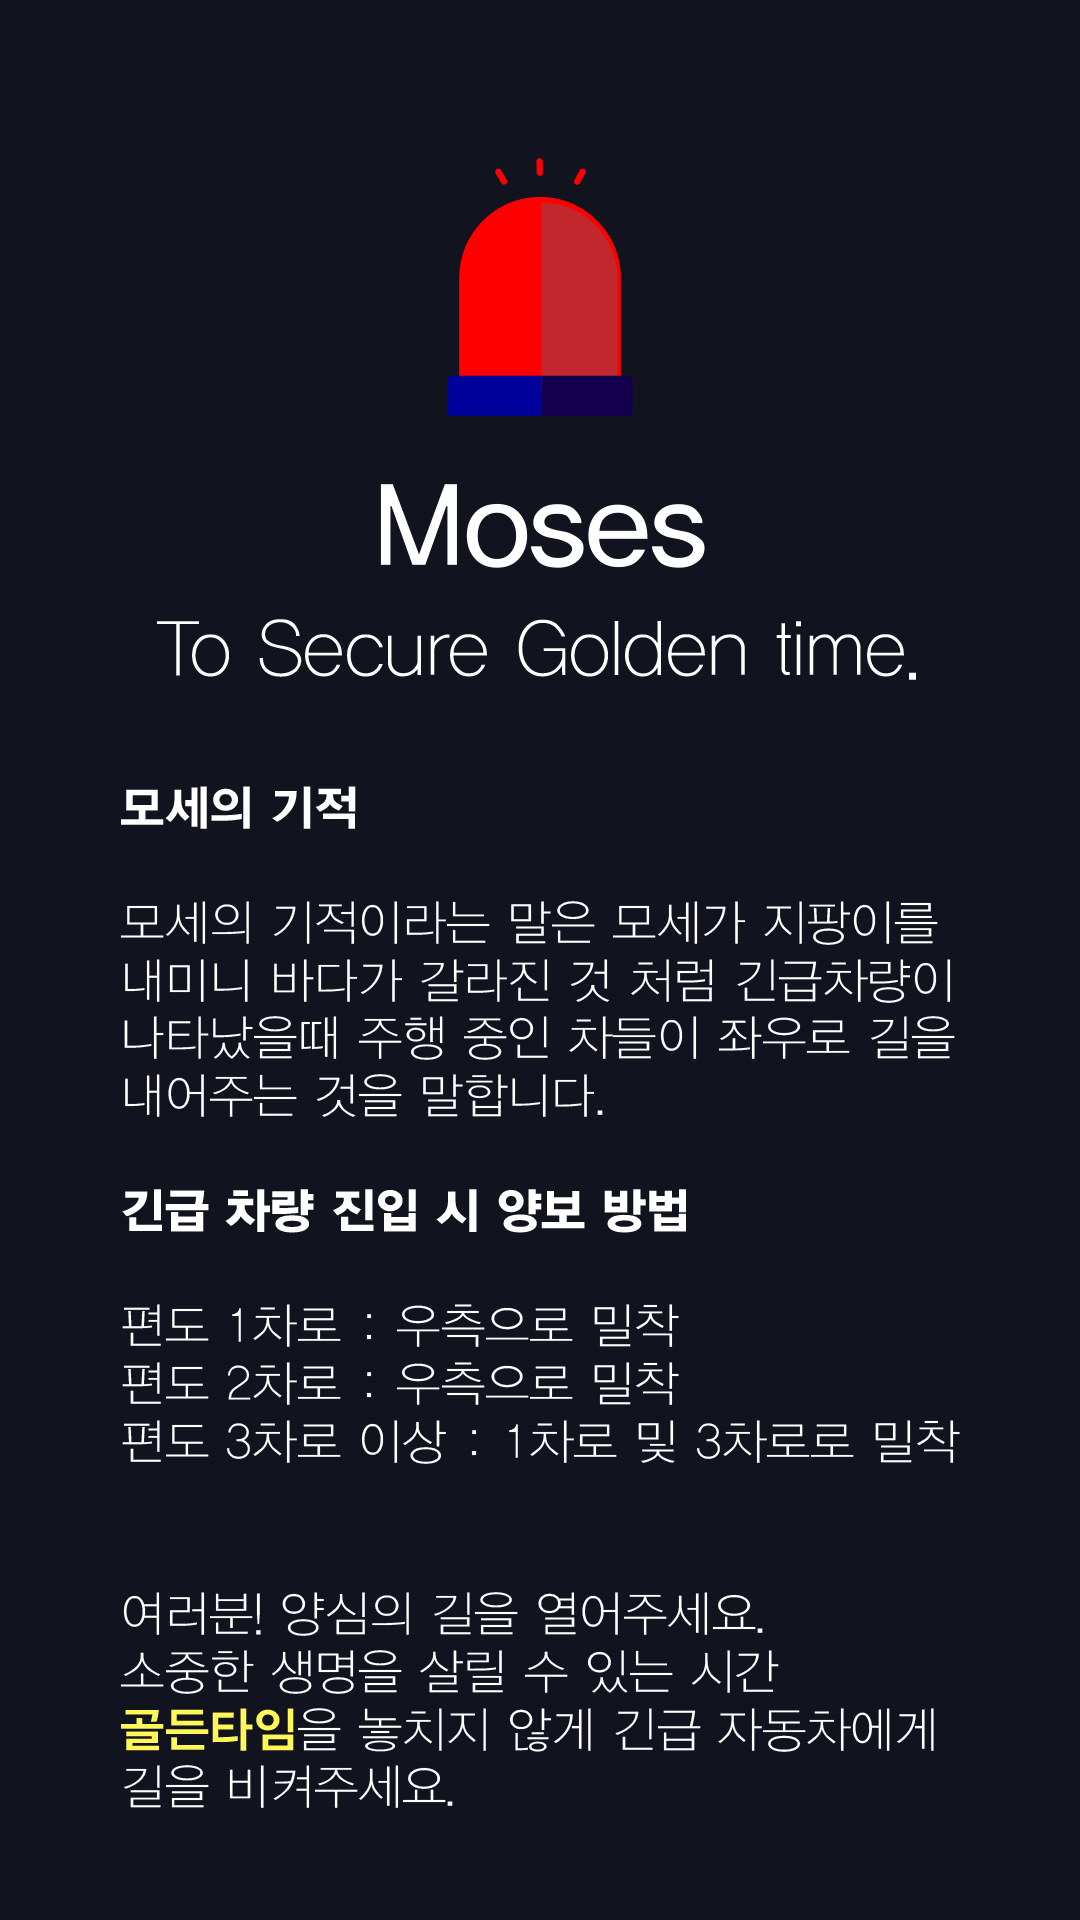 Moses
To Secure Golden time.
모세의 기적
모세의 기적이라는 말은 모세가 지팡이를
내미니 바다가 갈라진 것 처럼 긴급차량이
나타났을때 주행 중인 차들이 좌우로 길을
내어주는 것을 말합니다.
긴급 차량 진입 시 양보 방법
편도 1차로 : 우측으로 밀착
편도 2차로 : 우측으로 밀착
편도 3차로 이상 : 1차로 및 3차로로 밀착
여러분! 양심의 길을 열어주세요.
소중한 생명을 살릴 수 있는 시간
골든타임을 놓치지 않게 긴급 자동차에게
길을 비켜주세요.